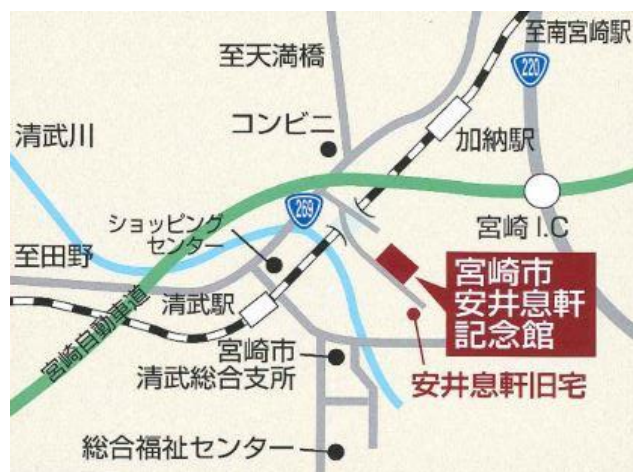 至南宮崎駅
至天満橋
220
コンビニ
清武川
加納駅
宮崎I.C
269
ショッピング
センター
至田野
宮崎市
安井息軒
記念館
清武駅
宮崎自動車道
宮崎市
清武総合支所
安井息軒旧宅
総合福祉センター